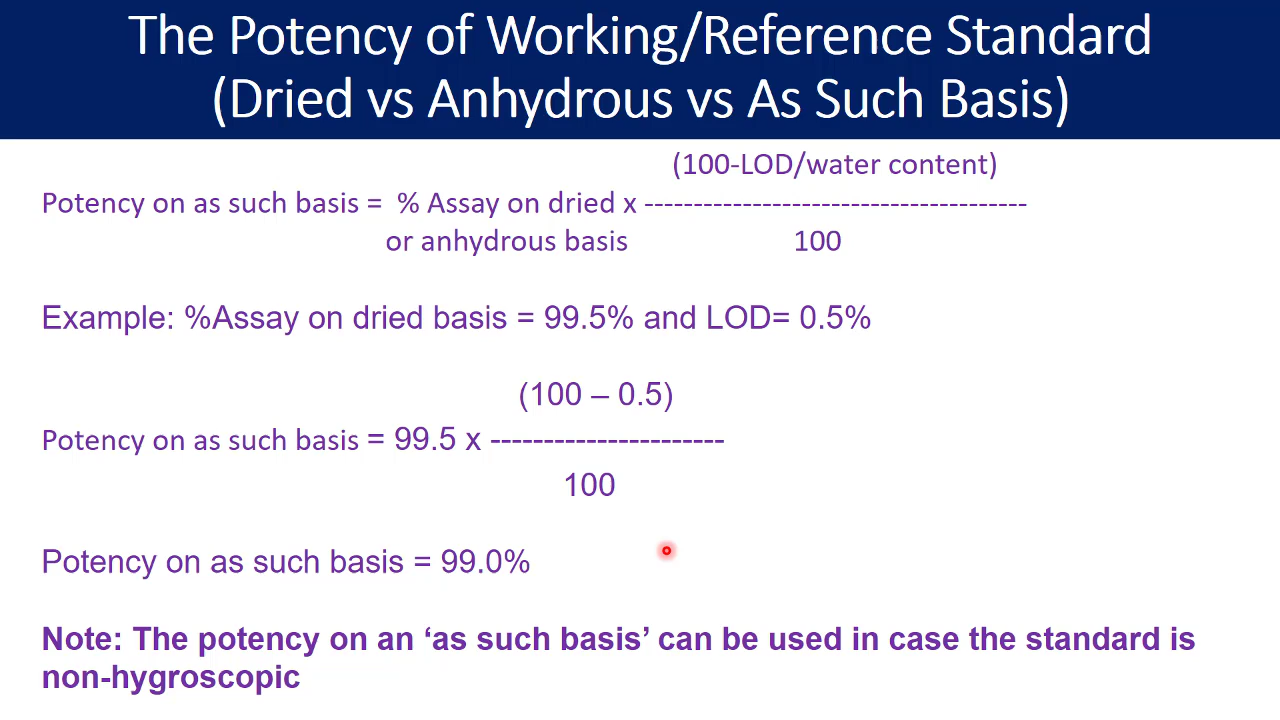 The Potency of Working/Reference Standard
(Dried vs Anhydrous vs As Such Basis)
(100-LOD/water content)
Potency on as such basis = % Assay on dried x ---------------------------------------
or anhydrous basis 100
Example: %Assay on dried basis = 99.5% and LOD= 0.5%
(100 – 0.5)
Potency on as such basis = 99.5 x ----------------------
100
Potency on as such basis = 99.0%
Note: The potency on an ‘as such basis’ can be used in case the standard is
non-hygroscopic